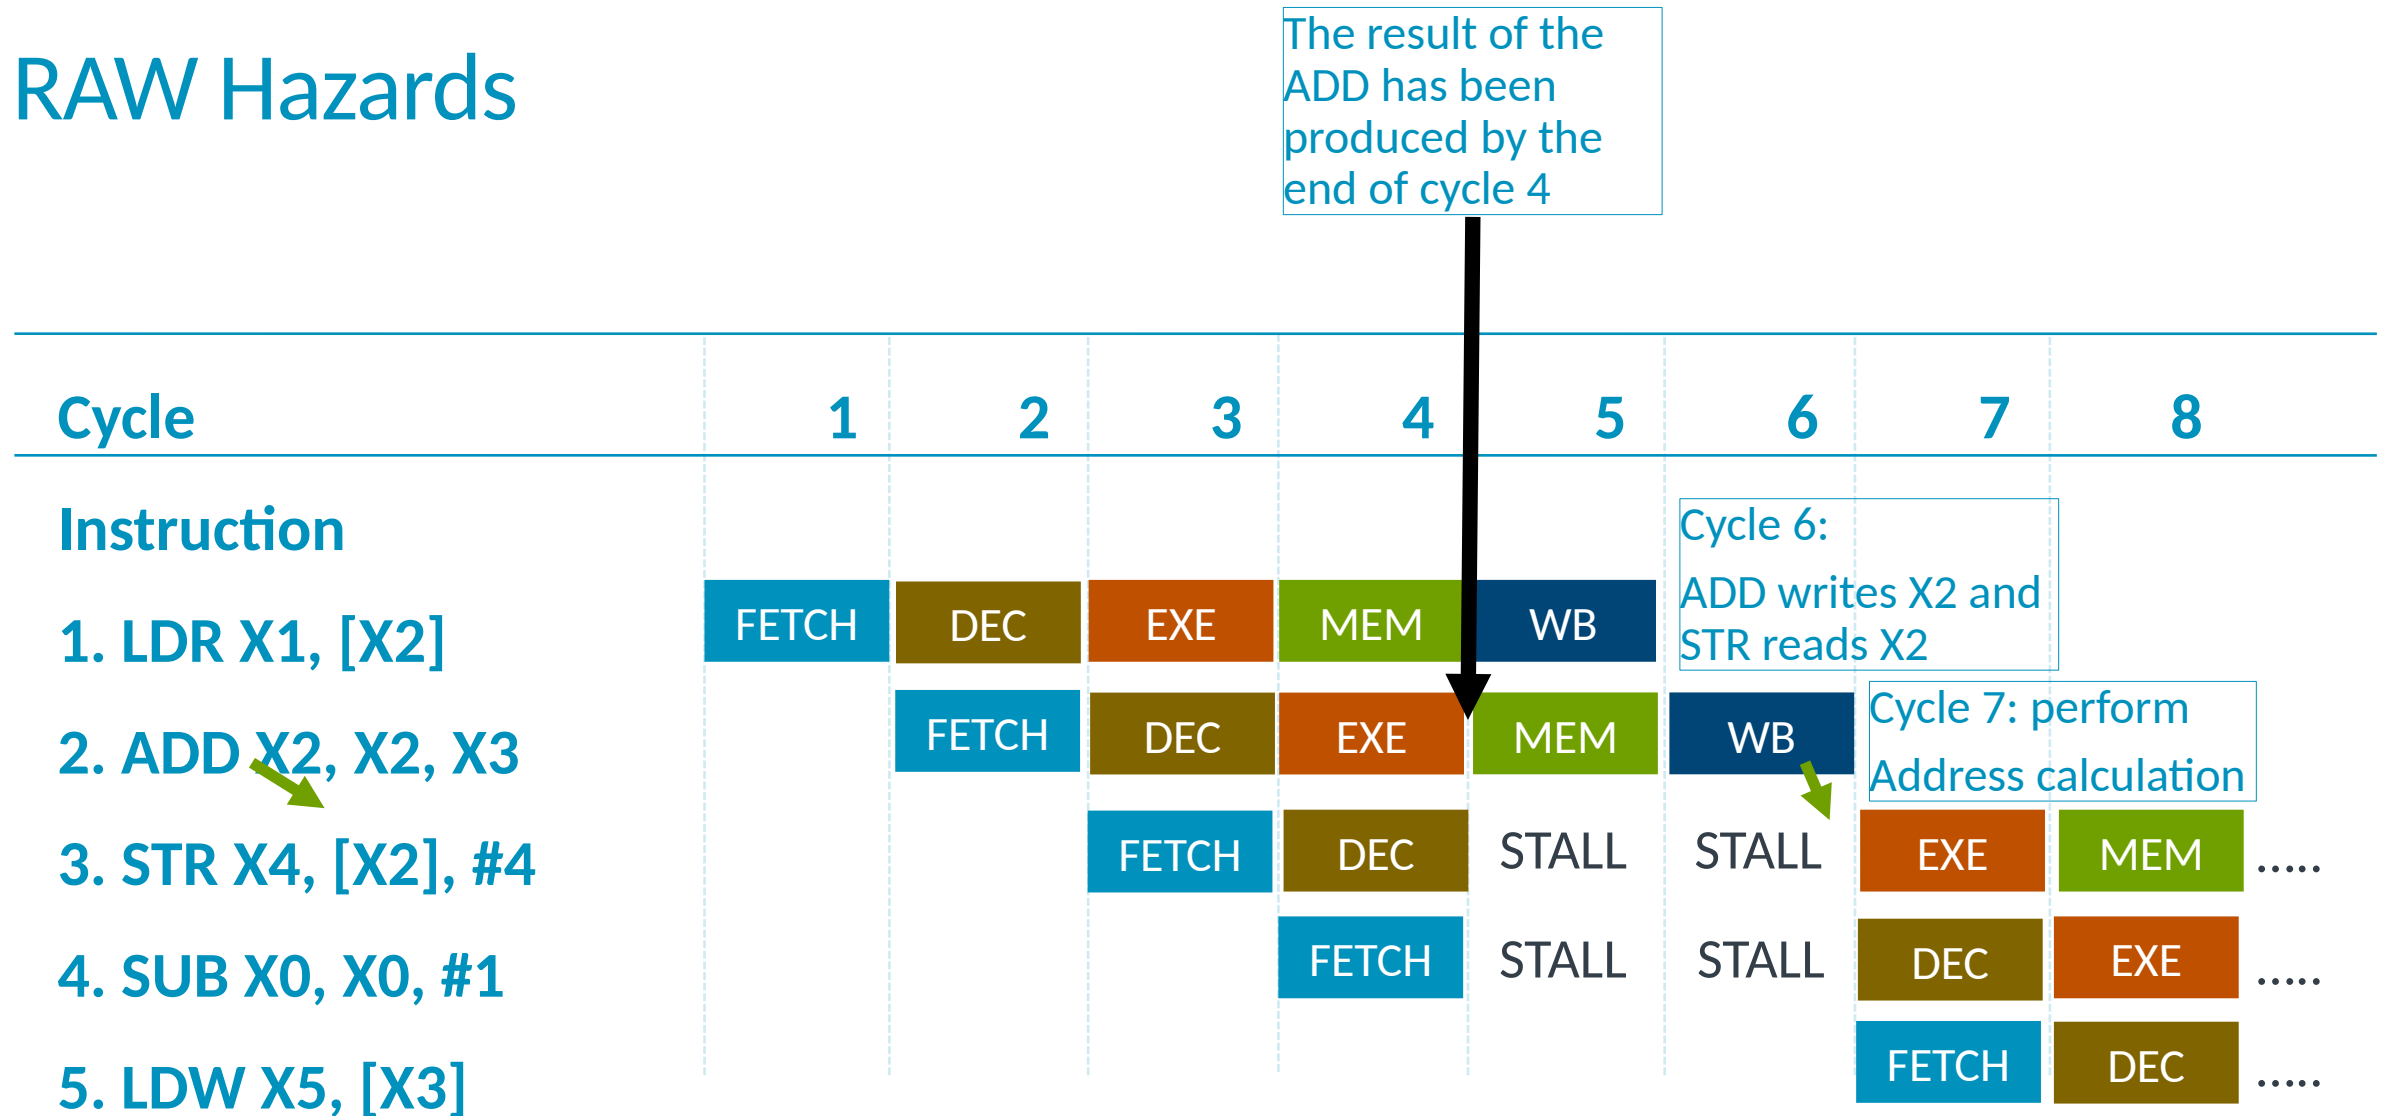 The result of the
ADD has been
produced by the
end of cycle 4
RAW Hazards
Cycle 1 2 3 4 5 6 7 8
Instruction
Cycle 6:
ADD writes X2 and
STR reads X2
1. LDR X1, [X2] FETCH DEC EXE MEM WB
Cycle 7: perform
Address calculation
2. ADD X2, X2, X3 FETCH DEC EXE MEM WB
3. STR X4, [X2], #4 FETCH DEC STALL STALL EXE MEM .....
4. SUB X0, X0, #1 FETCH STALL STALL DEC EXE .....
5. LDW X5, [X3] FETCH DEC .....